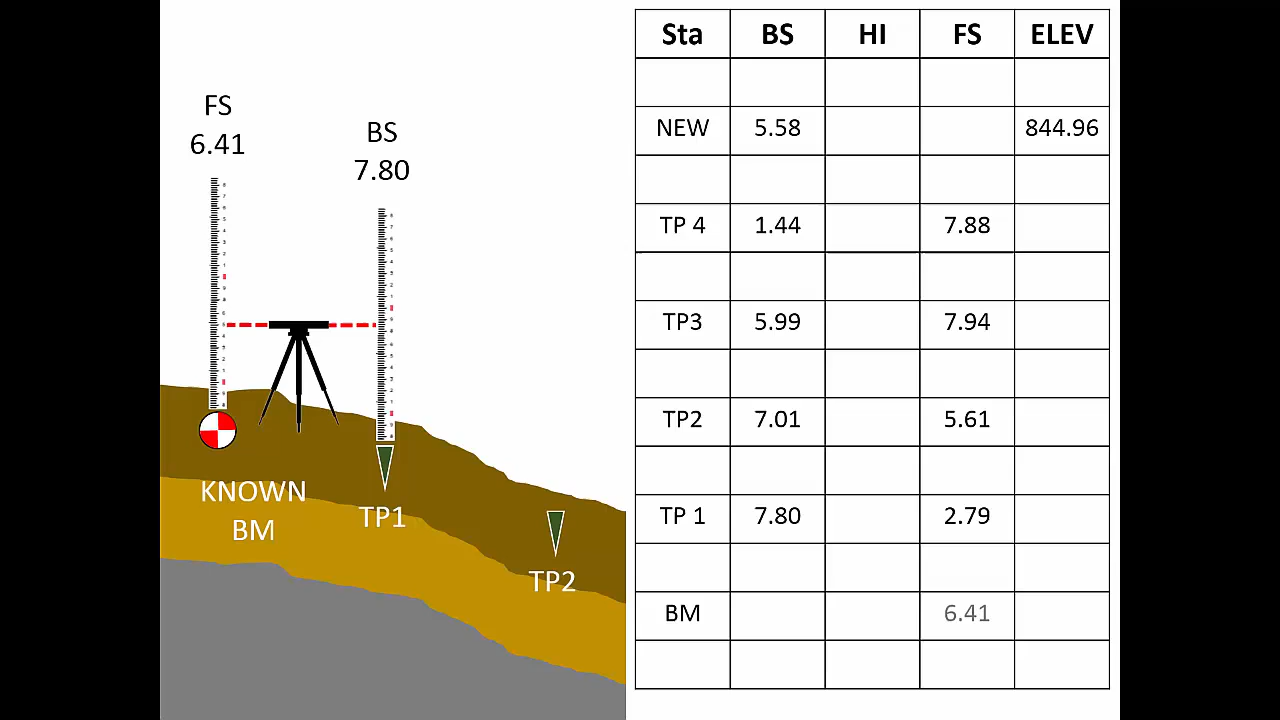 FS
6.41
BS
7.80
KNOWN
BM
TP1
TP2
Sta BS HI FS ELEV
NEW 5.58 844.96
TP 4 1.44 7.88
TP3 5.99 7.94
TP2 7.01 5.61
TP 1 7.80 2.79
BM 6.41